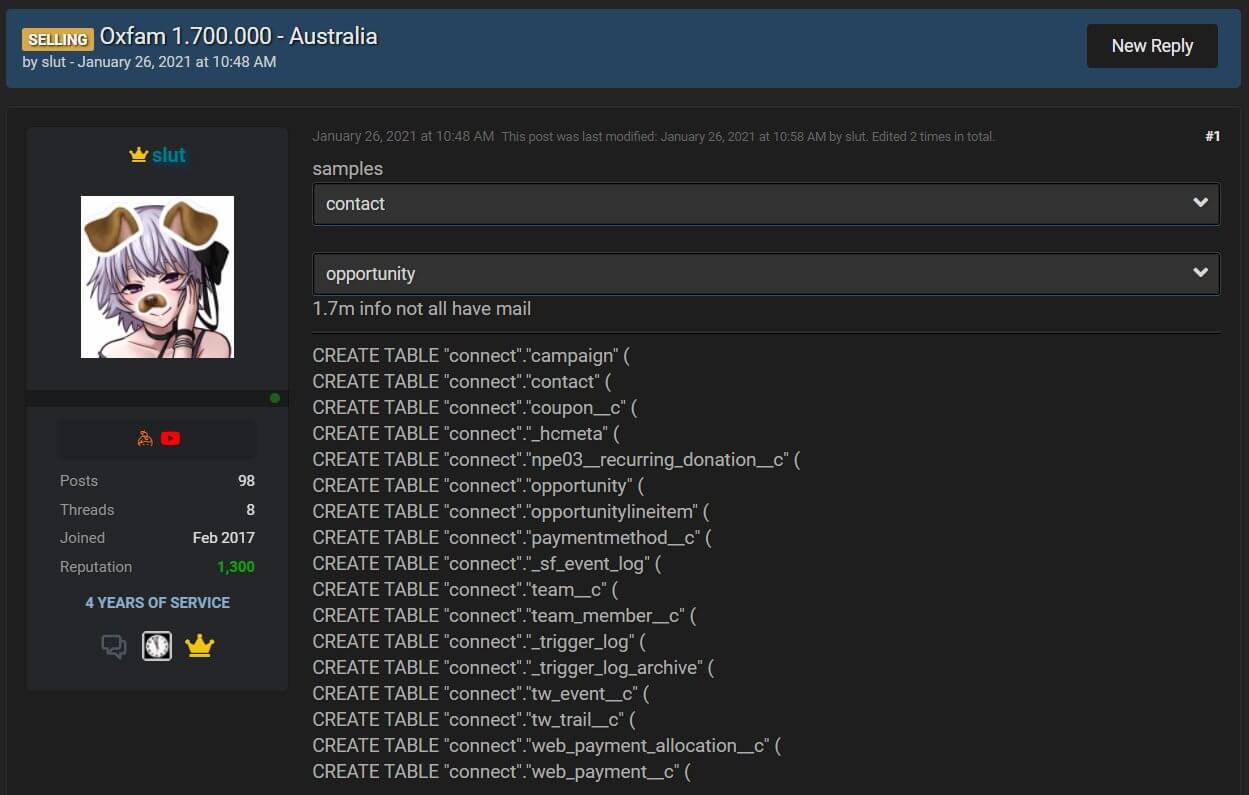 SELLING Oxfam 1.700.000 - Australia
by slut - January 26, 2021 at 10:48 AM
New Reply
slut
Posts 98
Threads 8
Joined Feb 2017
Reputation 1,300
4 YEARS OF SERVICE
January 26, 2021 at 10:48 AM This post was last modified: January 26, 2021 at 10:58 AM by slut. Edited 2 times in total.
#1
samples
contact
opportunity
1.7m info not all have mail
CREATE TABLE "connect"."campaign" (
CREATE TABLE "connect"."contact" (
CREATE TABLE "connect"."coupon__c" (
CREATE TABLE "connect"."_hcmeta" (
CREATE TABLE "connect"."npe03__recurring_donation__c" (
CREATE TABLE "connect"."opportunity" (
CREATE TABLE "connect"."opportunitylineitem" (
CREATE TABLE "connect"."paymentmethod__c" (
CREATE TABLE "connect"."_sf_event_log" (
CREATE TABLE "connect"."team__c" (
CREATE TABLE "connect"."team_member__c" (
CREATE TABLE "connect"."_trigger_log" (
CREATE TABLE "connect"."_trigger_log_archive" (
CREATE TABLE "connect"."tw_event__c" (
CREATE TABLE "connect"."tw_trail__c" (
CREATE TABLE "connect"."web_payment_allocation__c" (
CREATE TABLE "connect"."web_payment__c" (